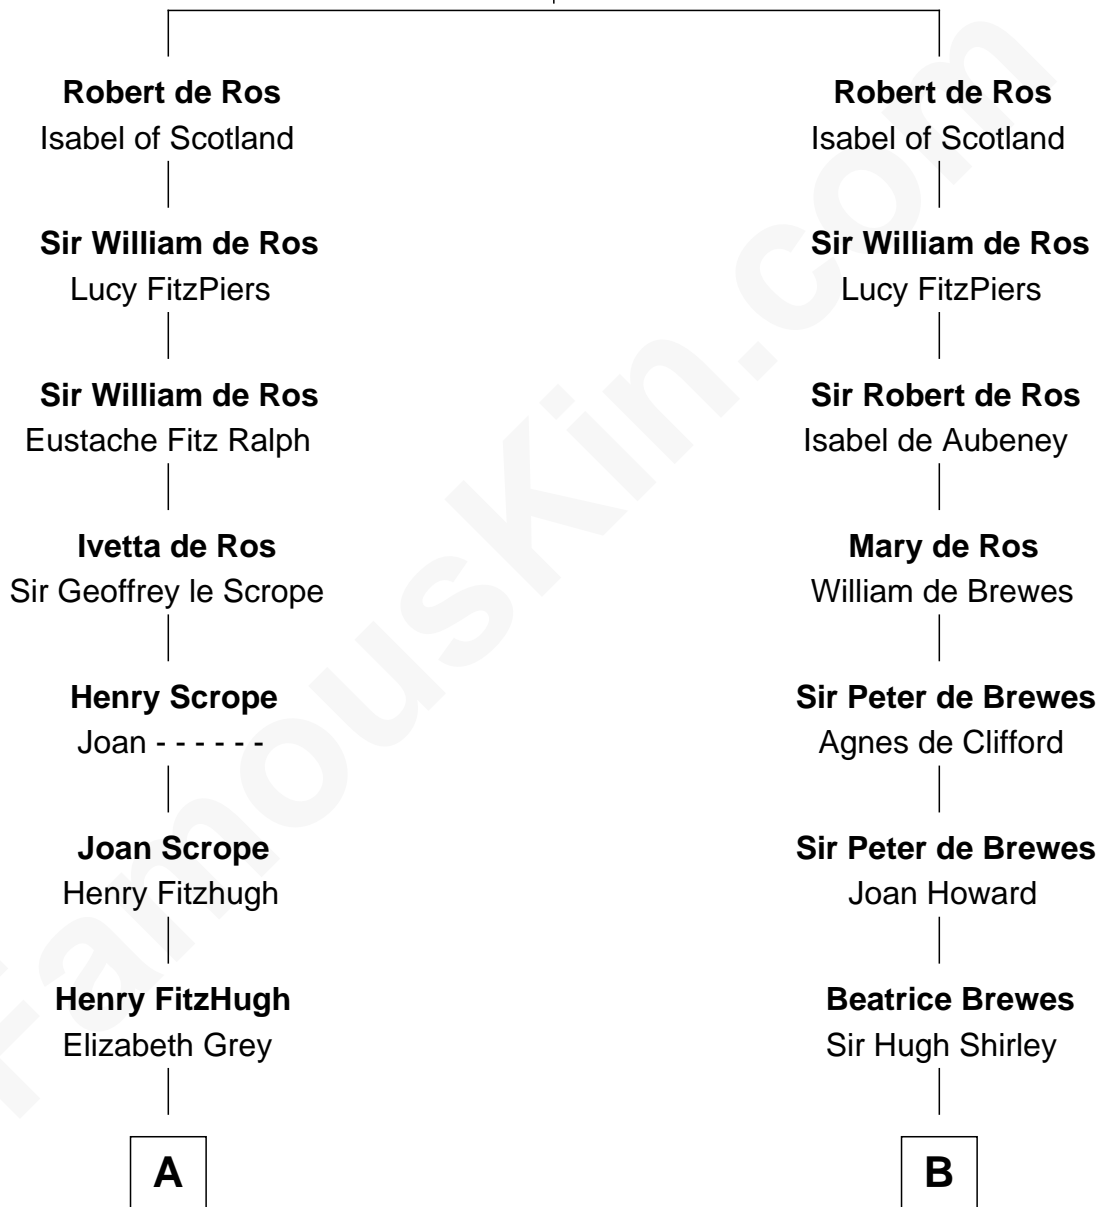 Robert de Ros
Isabel of Scotland
Sir William de Ros
Lucy FitzPiers
Sir William de Ros
Eustache Fitz Ralph
Ivetta de Ros
Sir Geoffrey le Scrope
Henry Scrope
Joan - - - - - -
Joan Scrope
Henry Fitzhugh
Henry FitzHugh
Elizabeth Grey
A
Robert de Ros
Isabel of Scotland
Sir William de Ros
Lucy FitzPiers
Sir Robert de Ros
Isabel de Aubeney
Mary de Ros
William de Brewes
Sir Peter de Brewes
Agnes de Clifford
Sir Peter de Brewes
Joan Howard
Beatrice Brewes
Sir Hugh Shirley
B
FamousKin.com